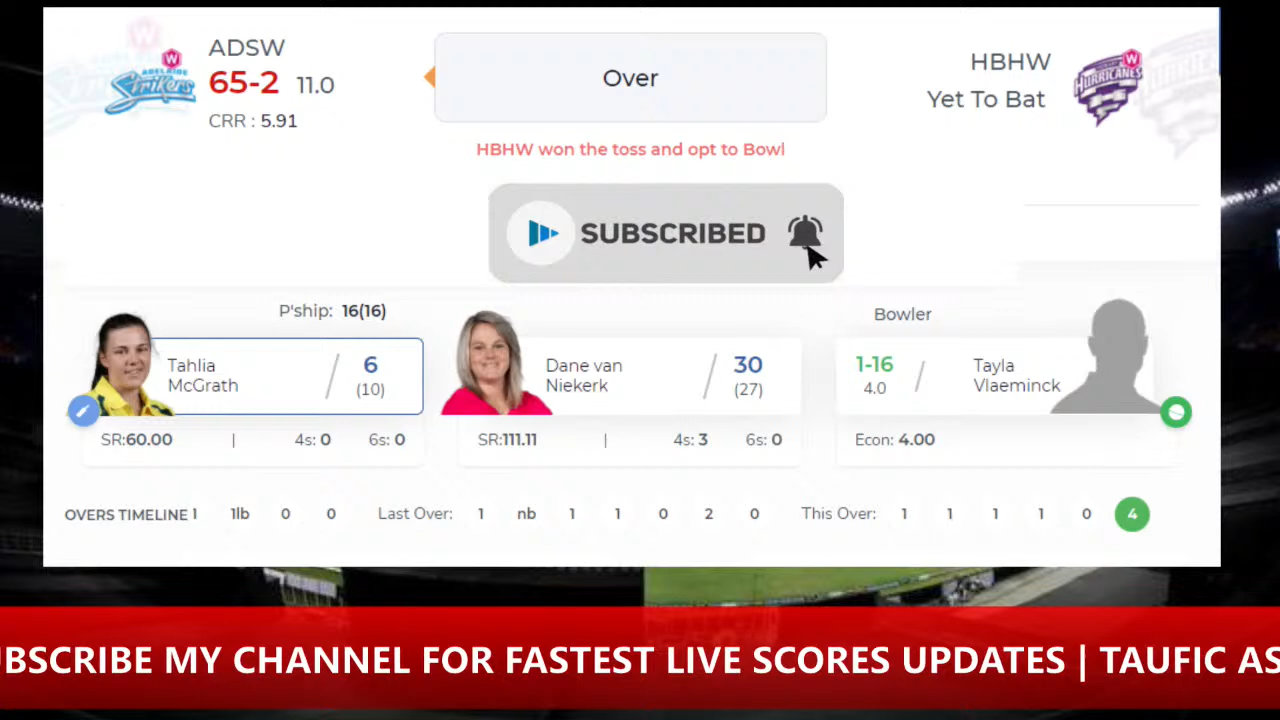 ADSW
65-2 11.0
CRR : 5.91
W
ADELAIDE
STRIKERS
Over
HBHW won the toss and opt to Bowl
HBHW
Yet To Bat
W
HURRICANES
SUBSCRIBED
P'ship: 16(16)
Bowler
Tahlia
McGrath
6
(10)
SR:60.00 | 4s: 0 6s: 0
Dane van
Niekerk
30
(27)
SR:111.11 | 4s: 3 6s: 0
1-16
4.0
Tayla
Vlaeminck
Econ: 4.00
OVERS TIMELINE 1 1lb 0 0 Last Over: 1 nb 1 1 0 2 0 This Over: 1 1 1 1 0 4
UBSCRIBE MY CHANNEL FOR FASTEST LIVE SCORES UPDATES | TAUFIC AS